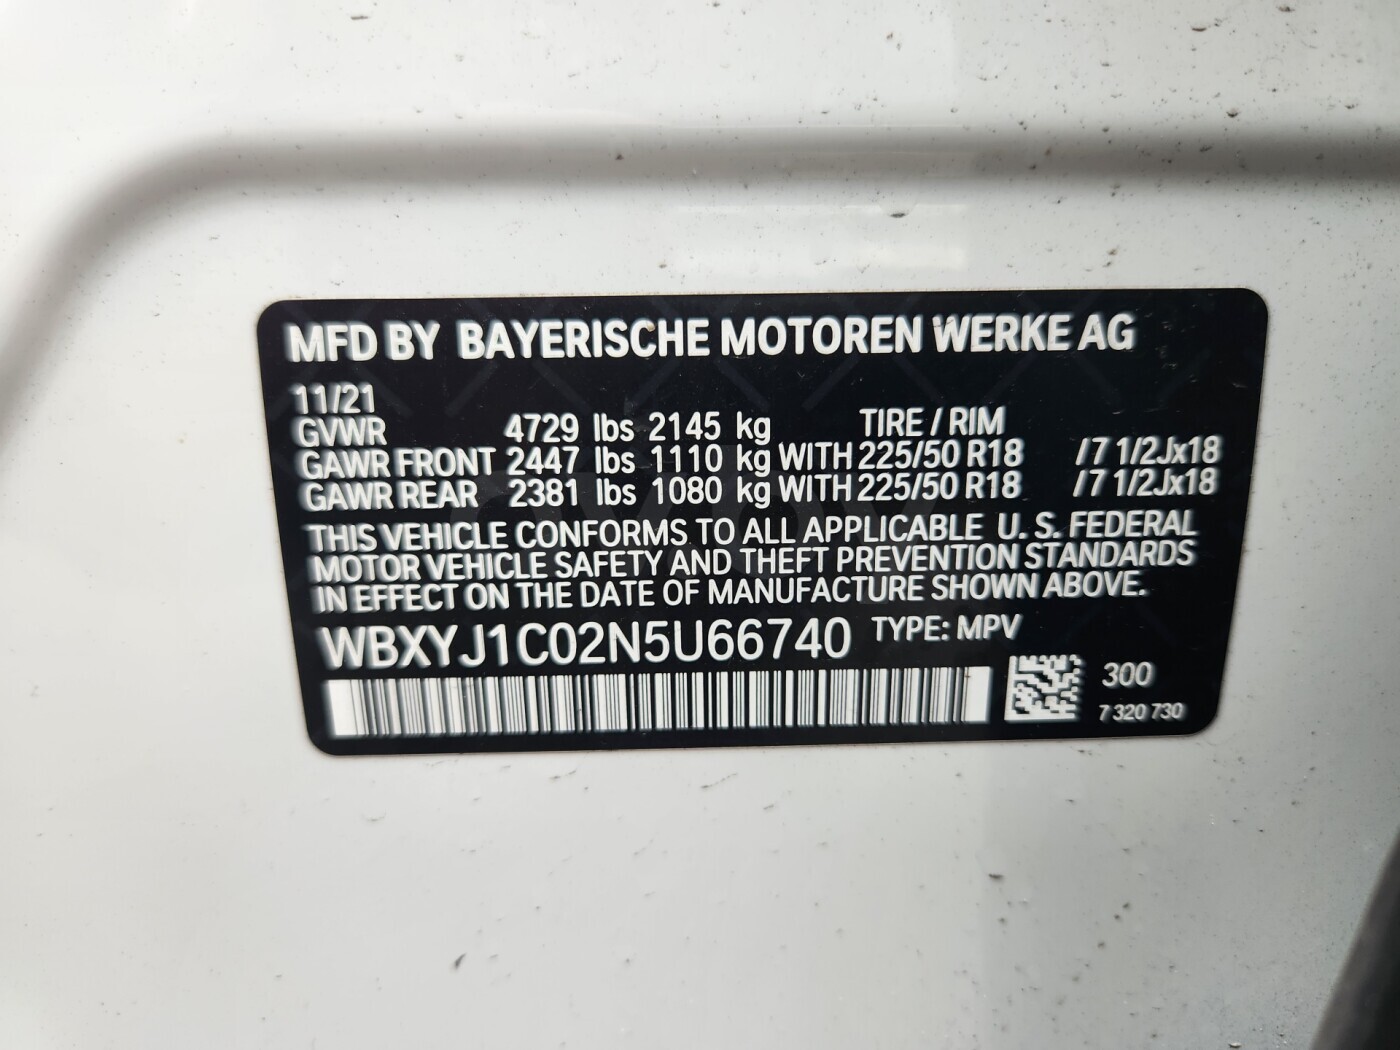 MFD BY BAYERISCHE MOTOREN WERKE AG
11/21
GVWR 4729 lbs 2145 kg TIRE / RIM
GAWR FRONT 2447 lbs 1110 kg WITH 225/50 R18 /7 1/2Jx18
GAWR REAR 2381 lbs 1080 kg WITH 225/50 R18 /7 1/2Jx18
THIS VEHICLE CONFORMS TO ALL APPLICABLE U. S. FEDERAL
MOTOR VEHICLE SAFETY AND THEFT PREVENTION STANDARDS
IN EFFECT ON THE DATE OF MANUFACTURE SHOWN ABOVE.
WBXYJ1C02N5U66740 TYPE: MPV
300
7 320 730